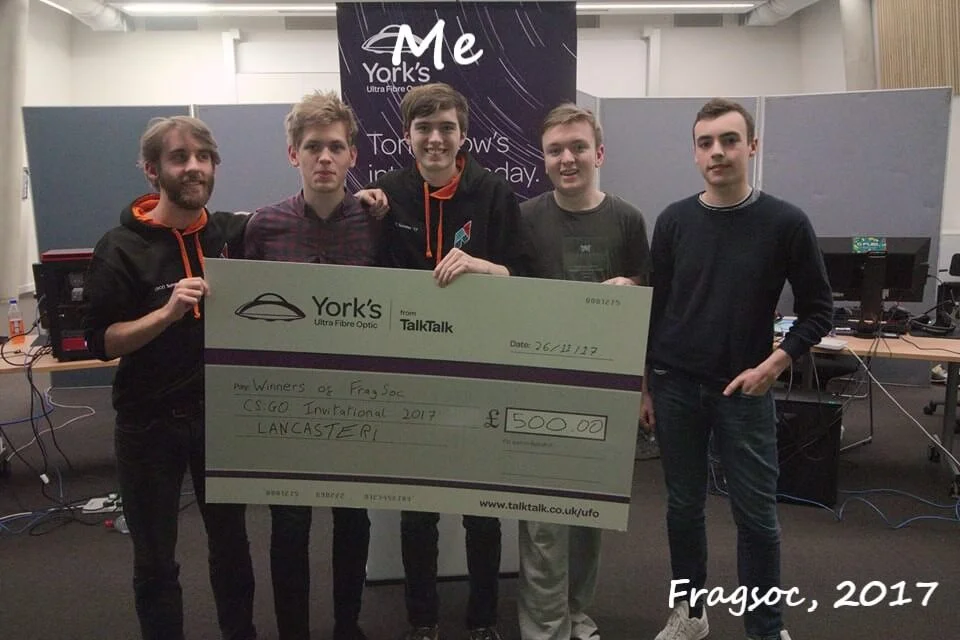 Me
York's
Ultra Fibre Optic
Tomorrow's
day.
York's
Ultra Fibre Optic
from
TalkTalk
0001275
Date: 26/11/17
Pay: Winners of FragSoc
CS:GO Invitational 2017
LANCASTER!
£ 500.00
www.talktalk.co.uk/ufo
Fragsoc, 2017